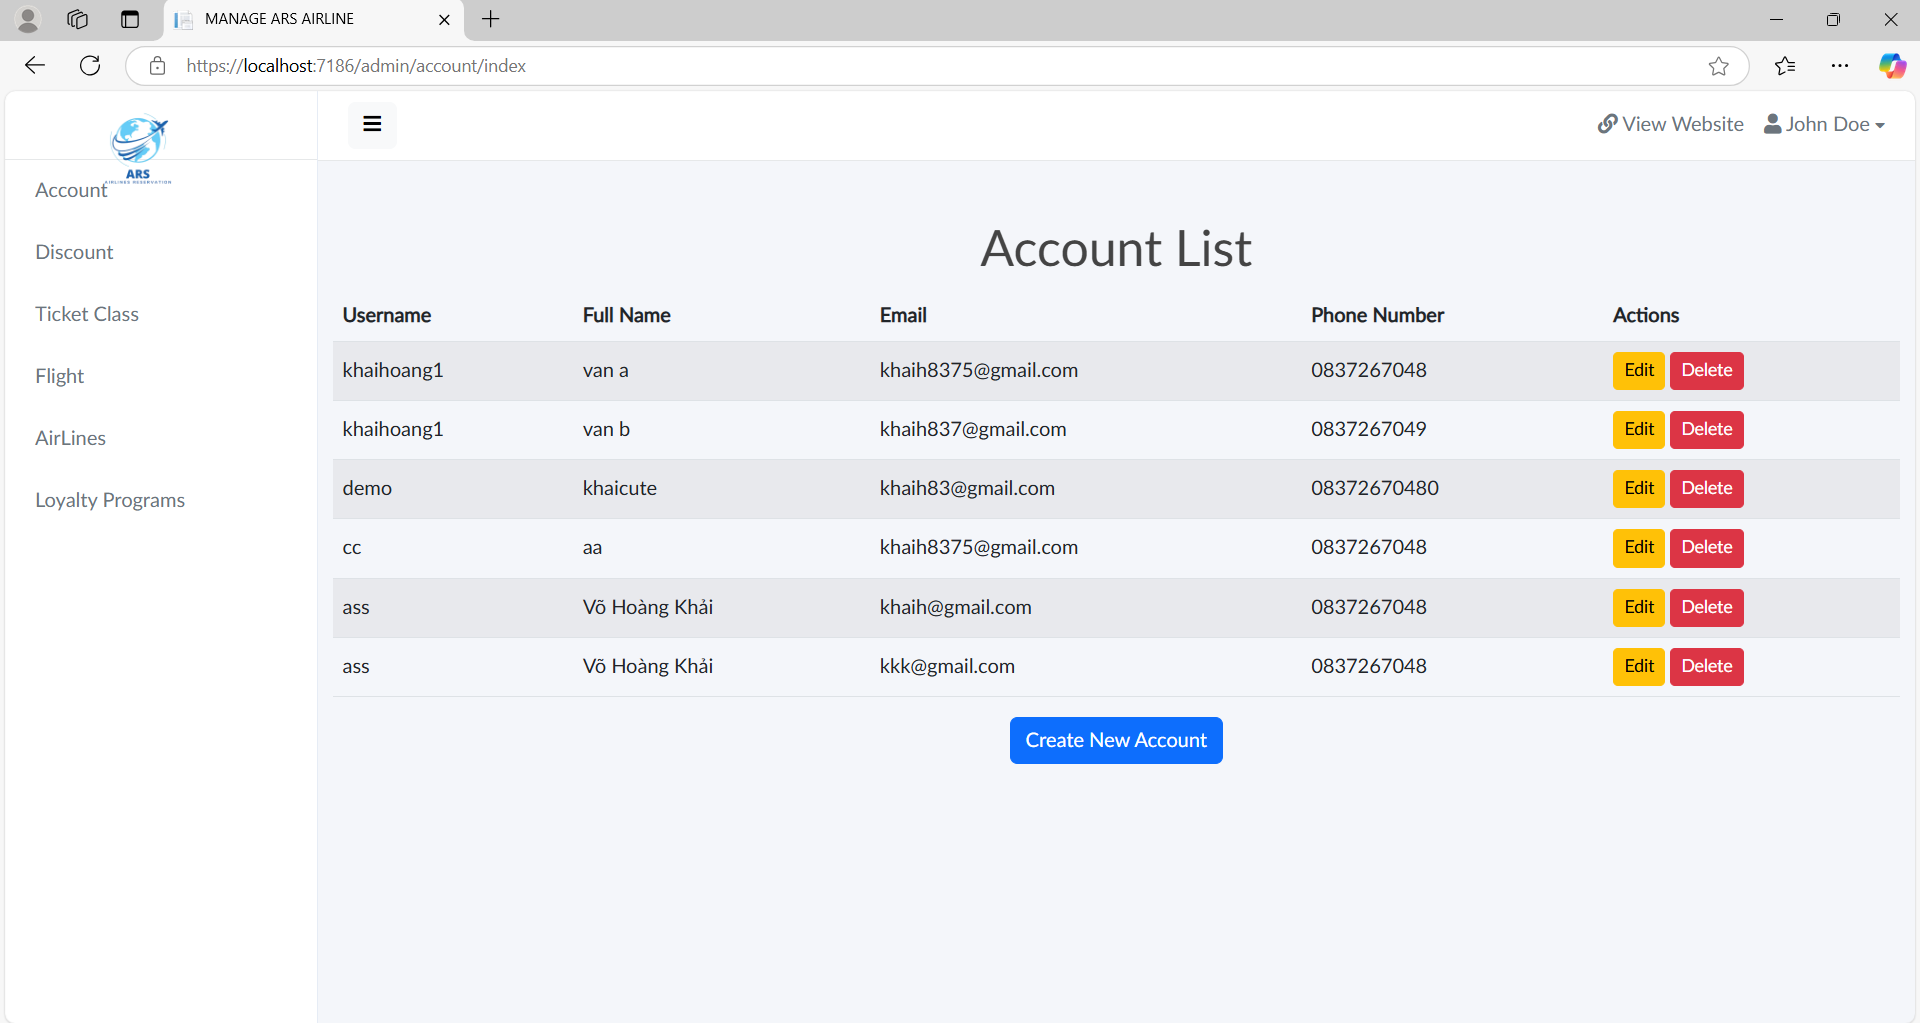 MANAGE ARS AIRLINE
https://localhost:7186/admin/account/index
ARS
AIRLINES RESERVATION
View Website John Doe
Account
Discount
Ticket Class
Flight
AirLines
Loyalty Programs
Account List
Username Full Name Email Phone Number Actions
khaihoang1 van a khaih8375@gmail.com 0837267048 Edit Delete
khaihoang1 van b khaih837@gmail.com 0837267049 Edit Delete
demo khaicute khaih83@gmail.com 08372670480 Edit Delete
cc aa khaih8375@gmail.com 0837267048 Edit Delete
ass Võ Hoàng Khải khaih@gmail.com 0837267048 Edit Delete
ass Võ Hoàng Khải kkk@gmail.com 0837267048 Edit Delete
Create New Account